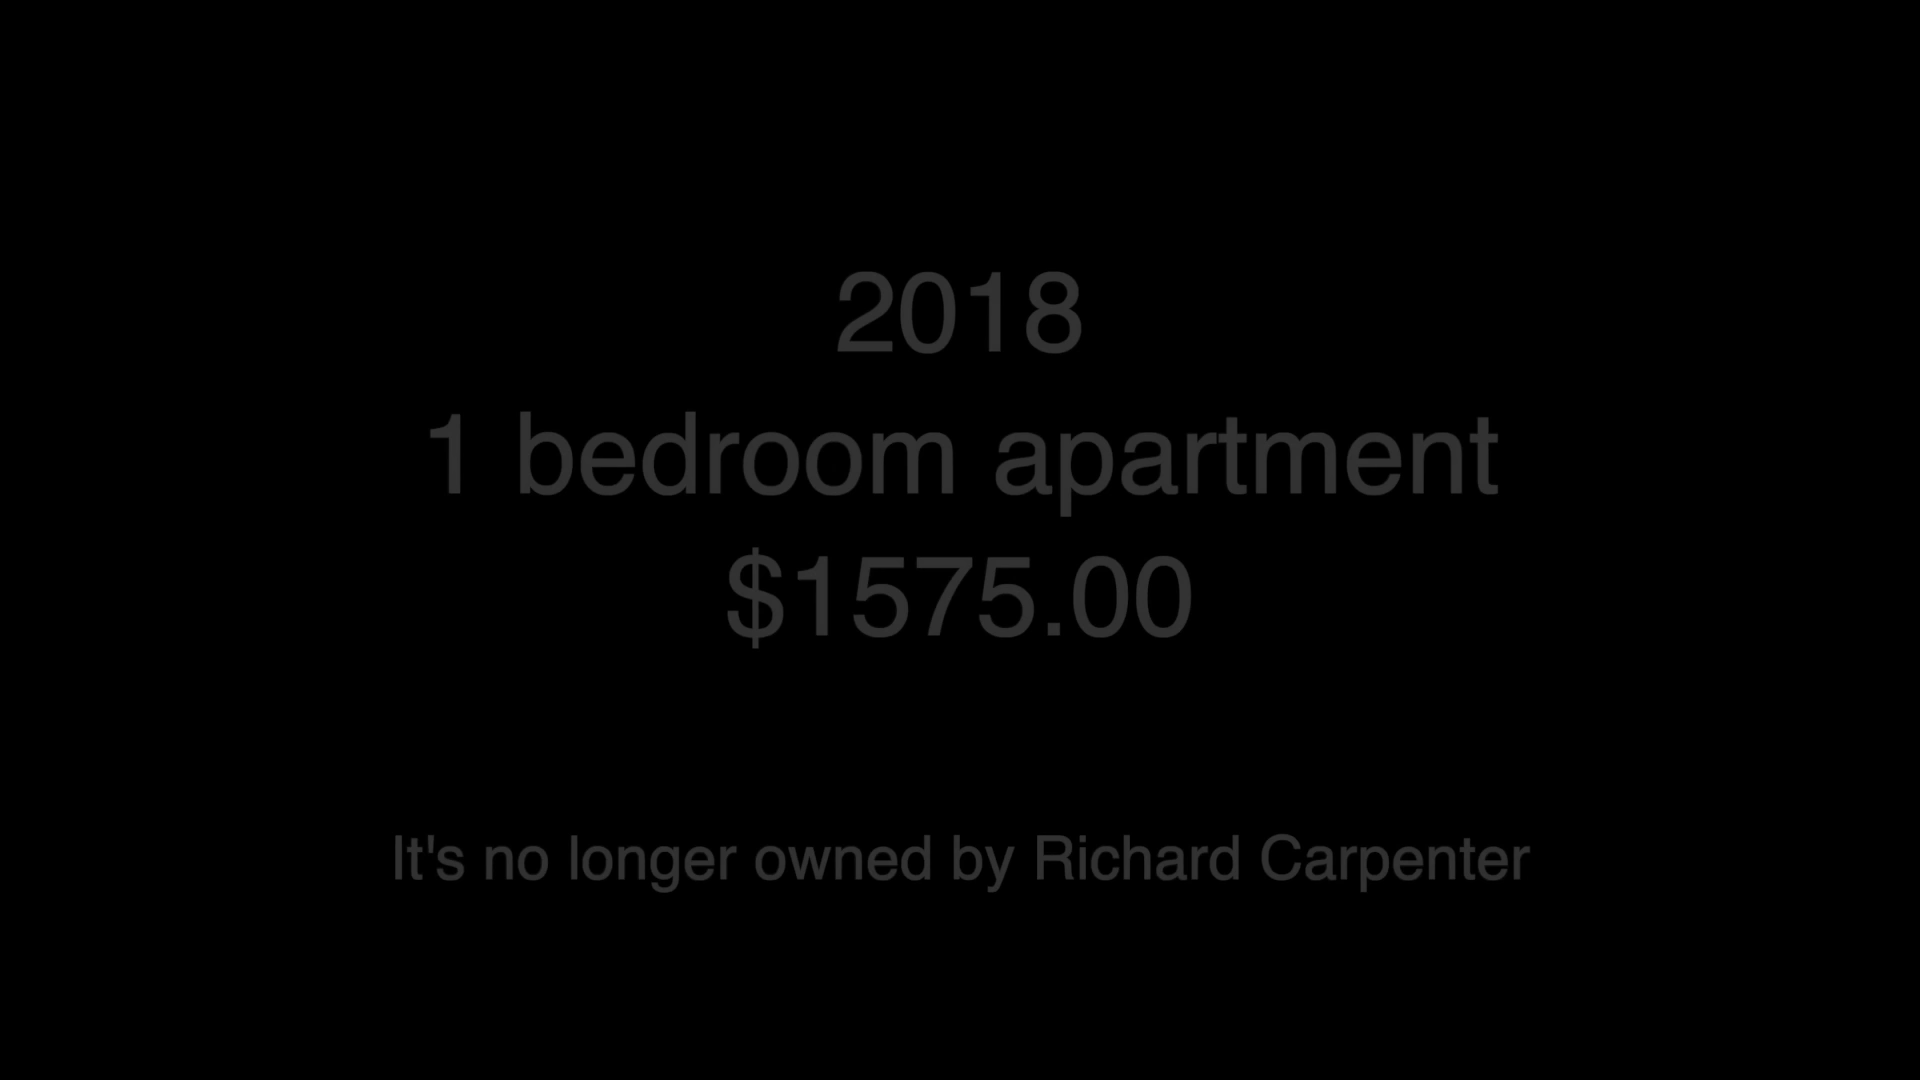 2018
1 bedroom apartment
$1575.00
It's no longer owned by Richard Carpenter